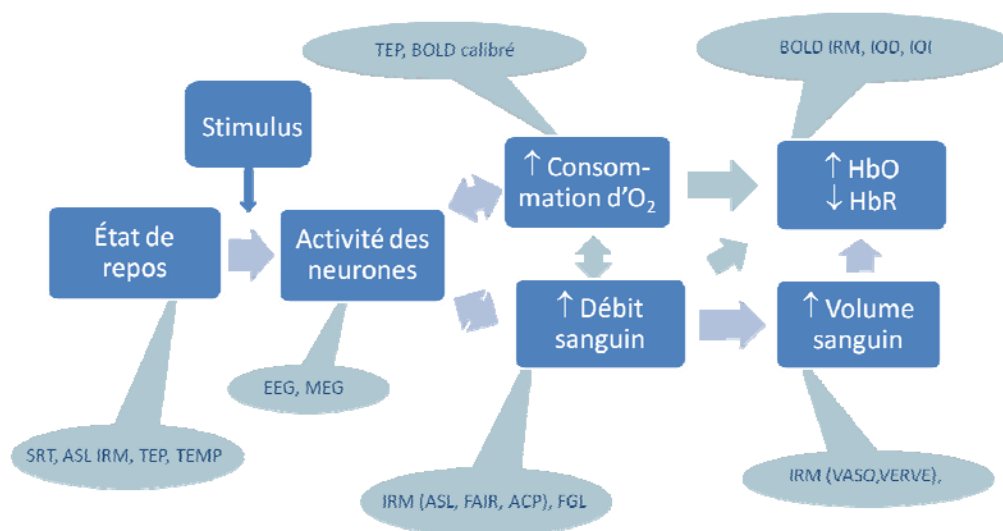 TEP, BOLD calibré
BOLD IRM, IOD, IOI
Stimulus
↑ Consom-
mation d'O₂
↑ HbO
↓ HbR
État de
repos
Activité des
neurones
↑ Débit
sanguin
↑ Volume
sanguin
EEG, MEG
SRT, ASL IRM, TEP, TEMP
IRM (ASL, FAIR, ACP), FGL
IRM (VASO,VERVE),